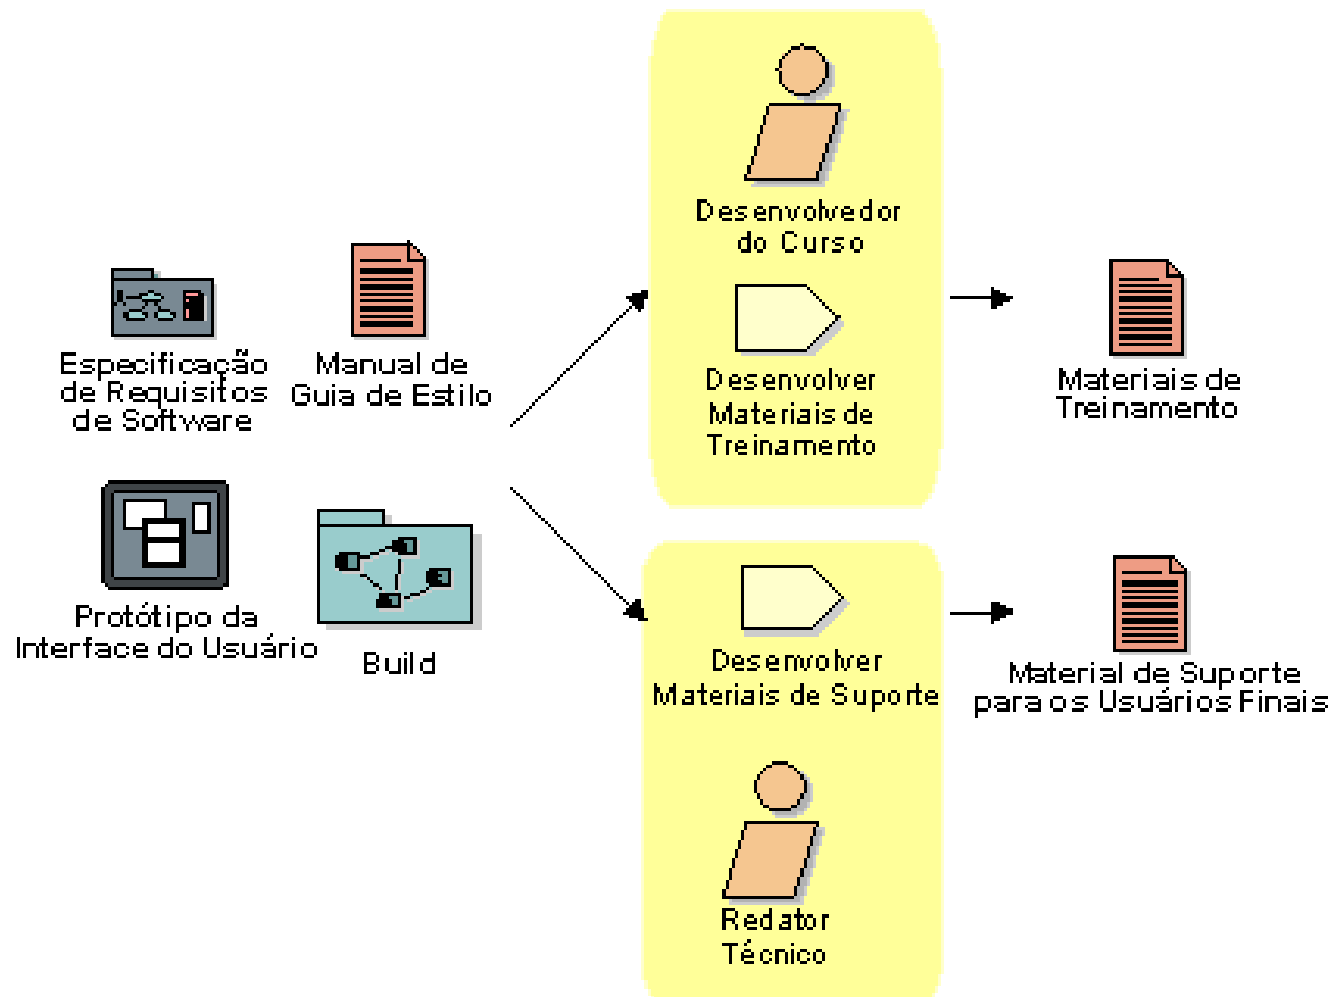 Especificação
de Requisitos
de Software
Manual de
Guia de Estilo
Protótipo da
Interface do Usuário
Build
Desenvolvedor
do Curso
Desenvolver
Materiais de
Treinamento
Materiais de
Treinamento
Desenvolver
Materiais de Suporte
Redator
Técnico
Material de Suporte
para os Usuários Finais